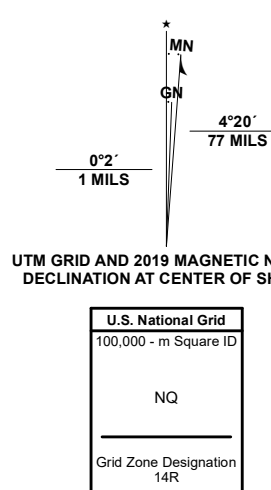 ★
MN
GN
4°20´
77 MILS
0°2´
1 MILS
UTM GRID AND 2019 MAGNETIC
DECLINATION AT CENTER OF
U.S. National Grid
100,000 - m Square ID
NQ
Grid Zone Designation
14R